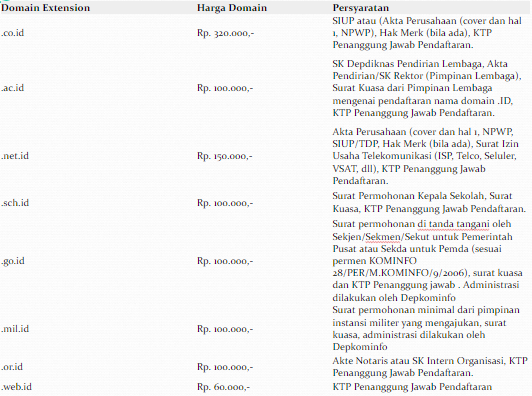 Domain Extension Harga Domain Persyaratan
SIUP atau (Akta Perusahaan (cover dan hal
.co.id Rp. 320.000,- 1, NPWP), Hak Merk (bila ada), KTP
Penanggung Jawab Pendaftaran.
SK Depdiknas Pendirian Lembaga, Akta
Pendirian/SK Rektor (Pimpinan Lembaga),
.ac.id Rp. 100.000,- Surat Kuasa dari Pimpinan Lembaga
mengenai pendaftaran nama domain .ID,
KTP Penanggung Jawab Pendaftaran.
Akta Perusahaan (cover dan hal 1, NPWP,
SIUP/TDP, Hak Merk (bila ada), Surat Izin
.net.id Rp. 150.000,- Usaha Telekomunikasi (ISP, Telco, Seluler,
VSAT, dll), KTP Penanggung Jawab
Pendaftaran.
.sch.id Rp. 100.000,- Surat Permohonan Kepala Sekolah, Surat
Kuasa, KTP Penanggung Jawab Pendaftaran.
Surat permohonan di tanda tangani oleh
Sekjen/Sekmen/Sekut untuk Pemerintah
Pusat atau Sekda untuk Pemda (sesuai
.go.id Rp. 100.000,- permen KOMINFO
28/PER/M.KOMINFO/9/2006), surat kuasa
dan KTP Penanggung jawab . Administrasi
dilakukan oleh Depkominfo
Surat permohonan minimal dari pimpinan
.mil.id Rp. 100.000,- instansi militer yang mengajukan, surat
kuasa, administrasi dilakukan oleh
Depkominfo
.or.id Rp. 100.000,- Akte Notaris atau SK Intern Organisasi, KTP
Penanggung Jawab Pendaftaran.
.web.id Rp. 60.000,- KTP Penanggung Jawab Pendaftaran